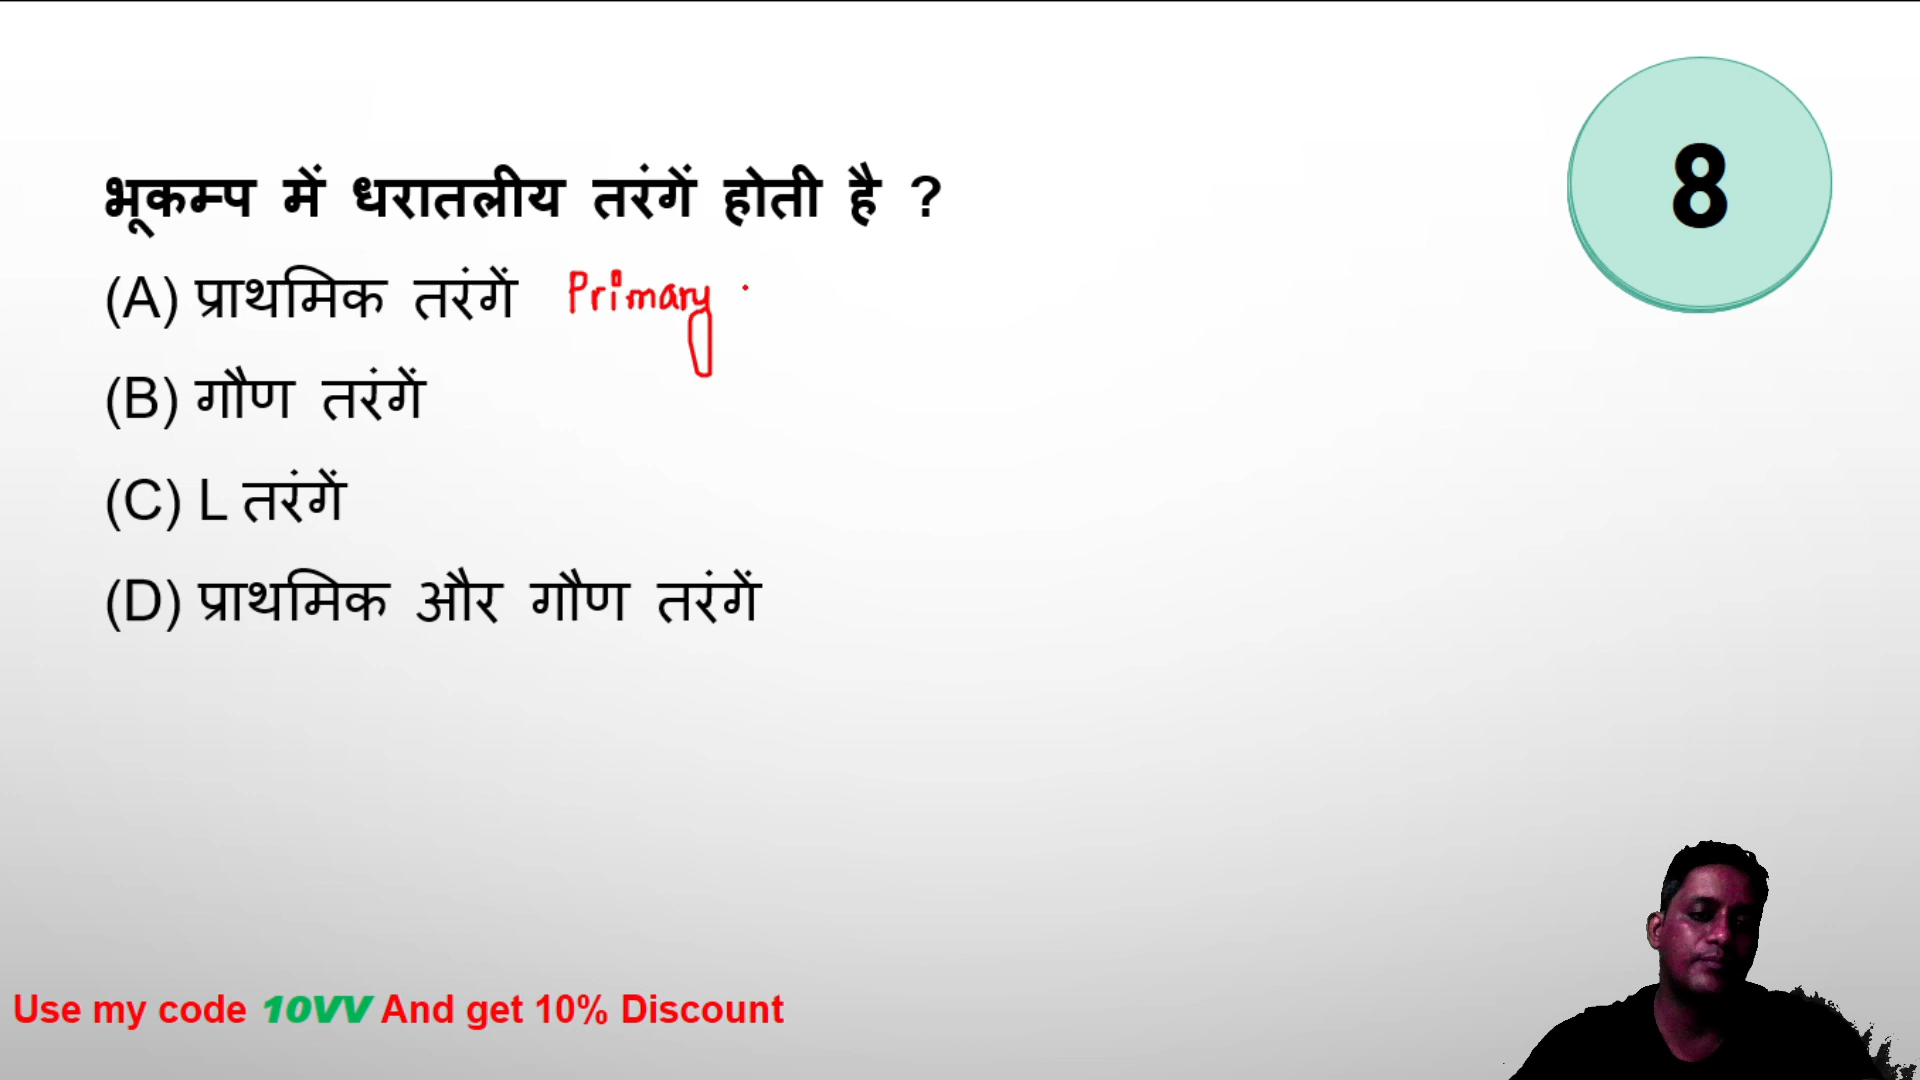 भूकम्प में धरातलीय तरंगें होती है ?
8
(A) प्राथमिक तरंगें Primary
(B) गौण तरंगें
(C) L तरंगें
(D) प्राथमिक और गौण तरंगें
Use my code 10VV And get 10% Discount